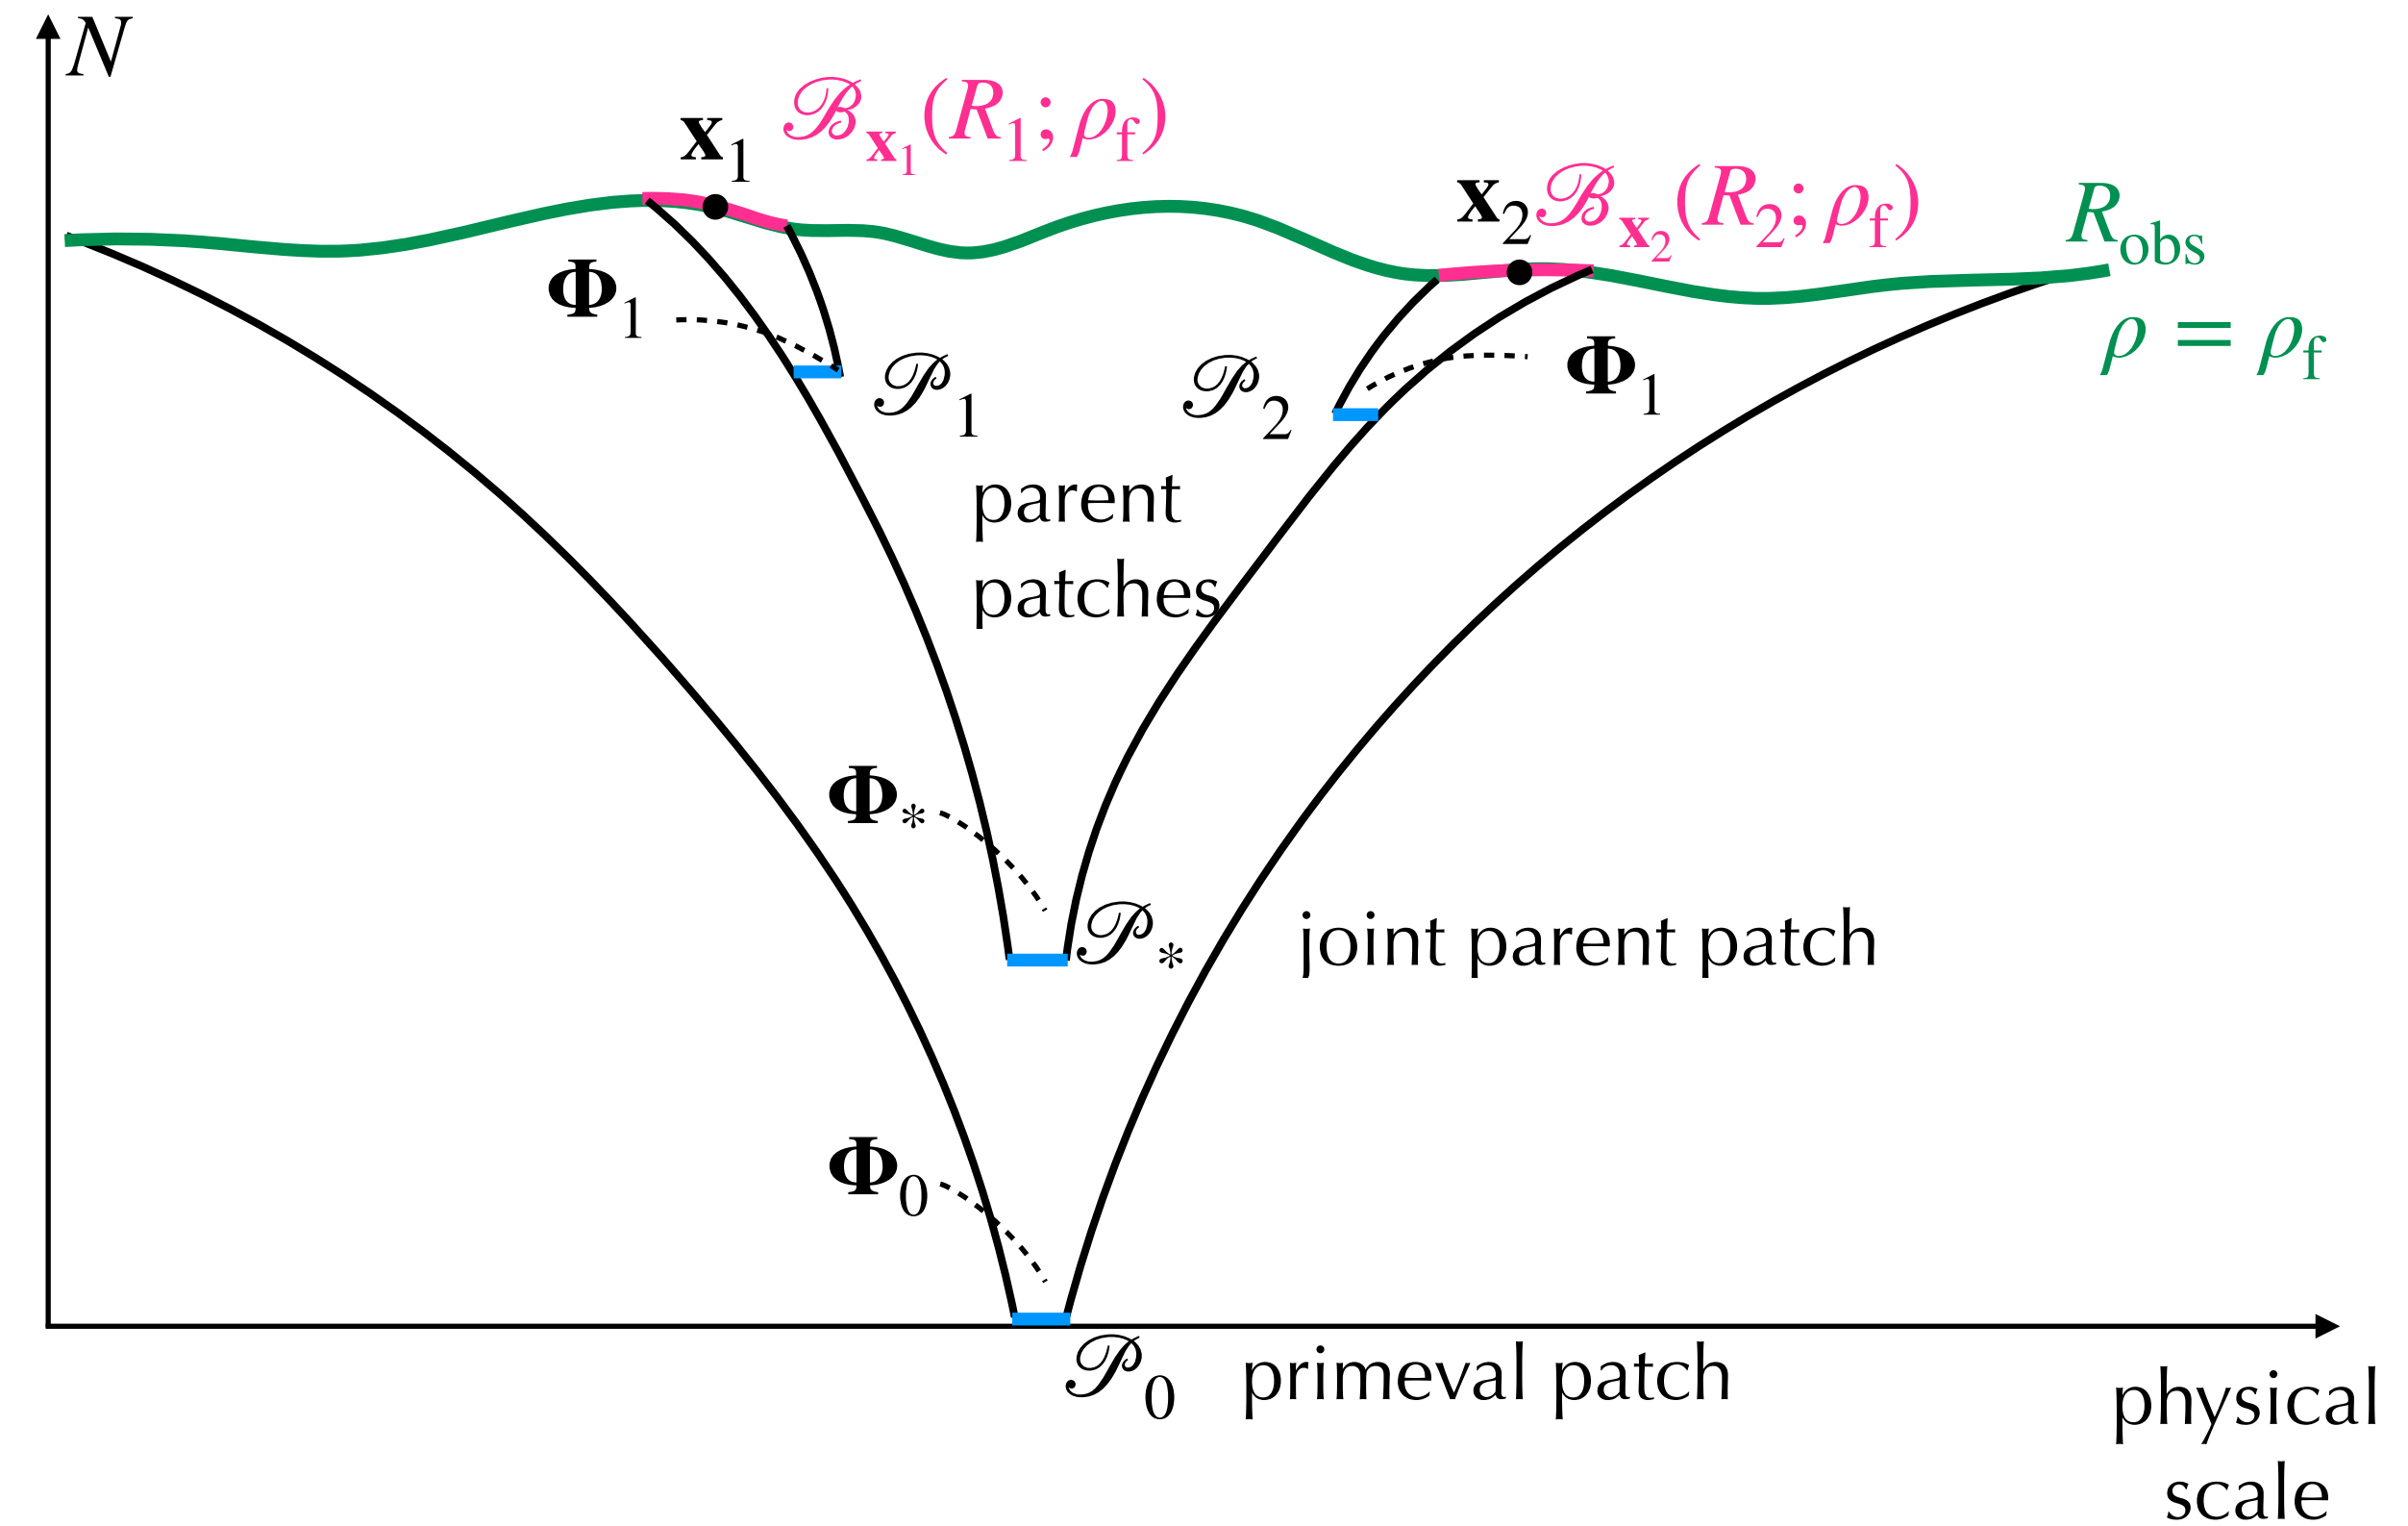 N
𝐱₁
ℬ𝐱₁(R₁; ρf)
𝐱₂
ℬ𝐱₂(R₂; ρf)
Robs
ρ = ρf
𝚽₁
𝒫₁
𝒫₂
𝚽₁
parent
patches
𝚽*
𝒫*
joint parent patch
𝚽₀
𝒫₀
primeval patch
physical
scale